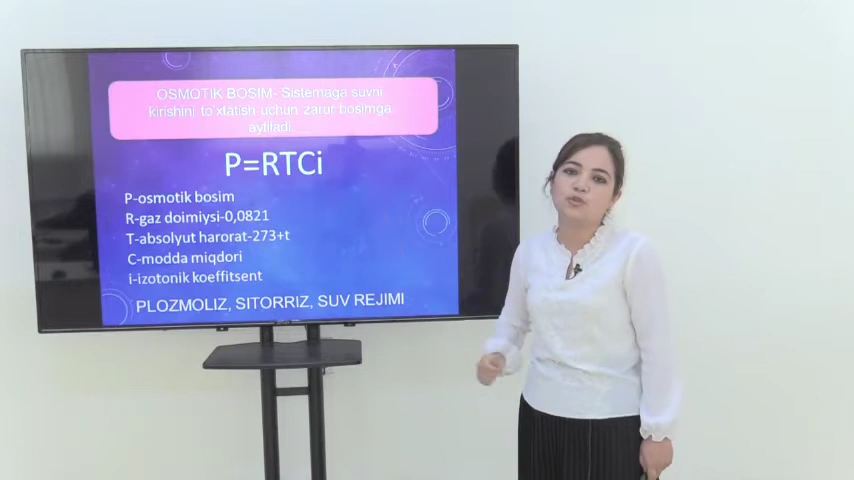 OSMOTIK BOSIM- Sistemaga suvni
kirishini to'xtatish uchun zarur bosimga
aytiladi.
P=RTCi
P-osmotik bosim
R-gaz doimiysi-0,0821
T-absolyut harorat-273+t
C-modda miqdori
i-izotonik koeffitsent
PLOZMOLIZ, SITORRIZ, SUV REJIMI